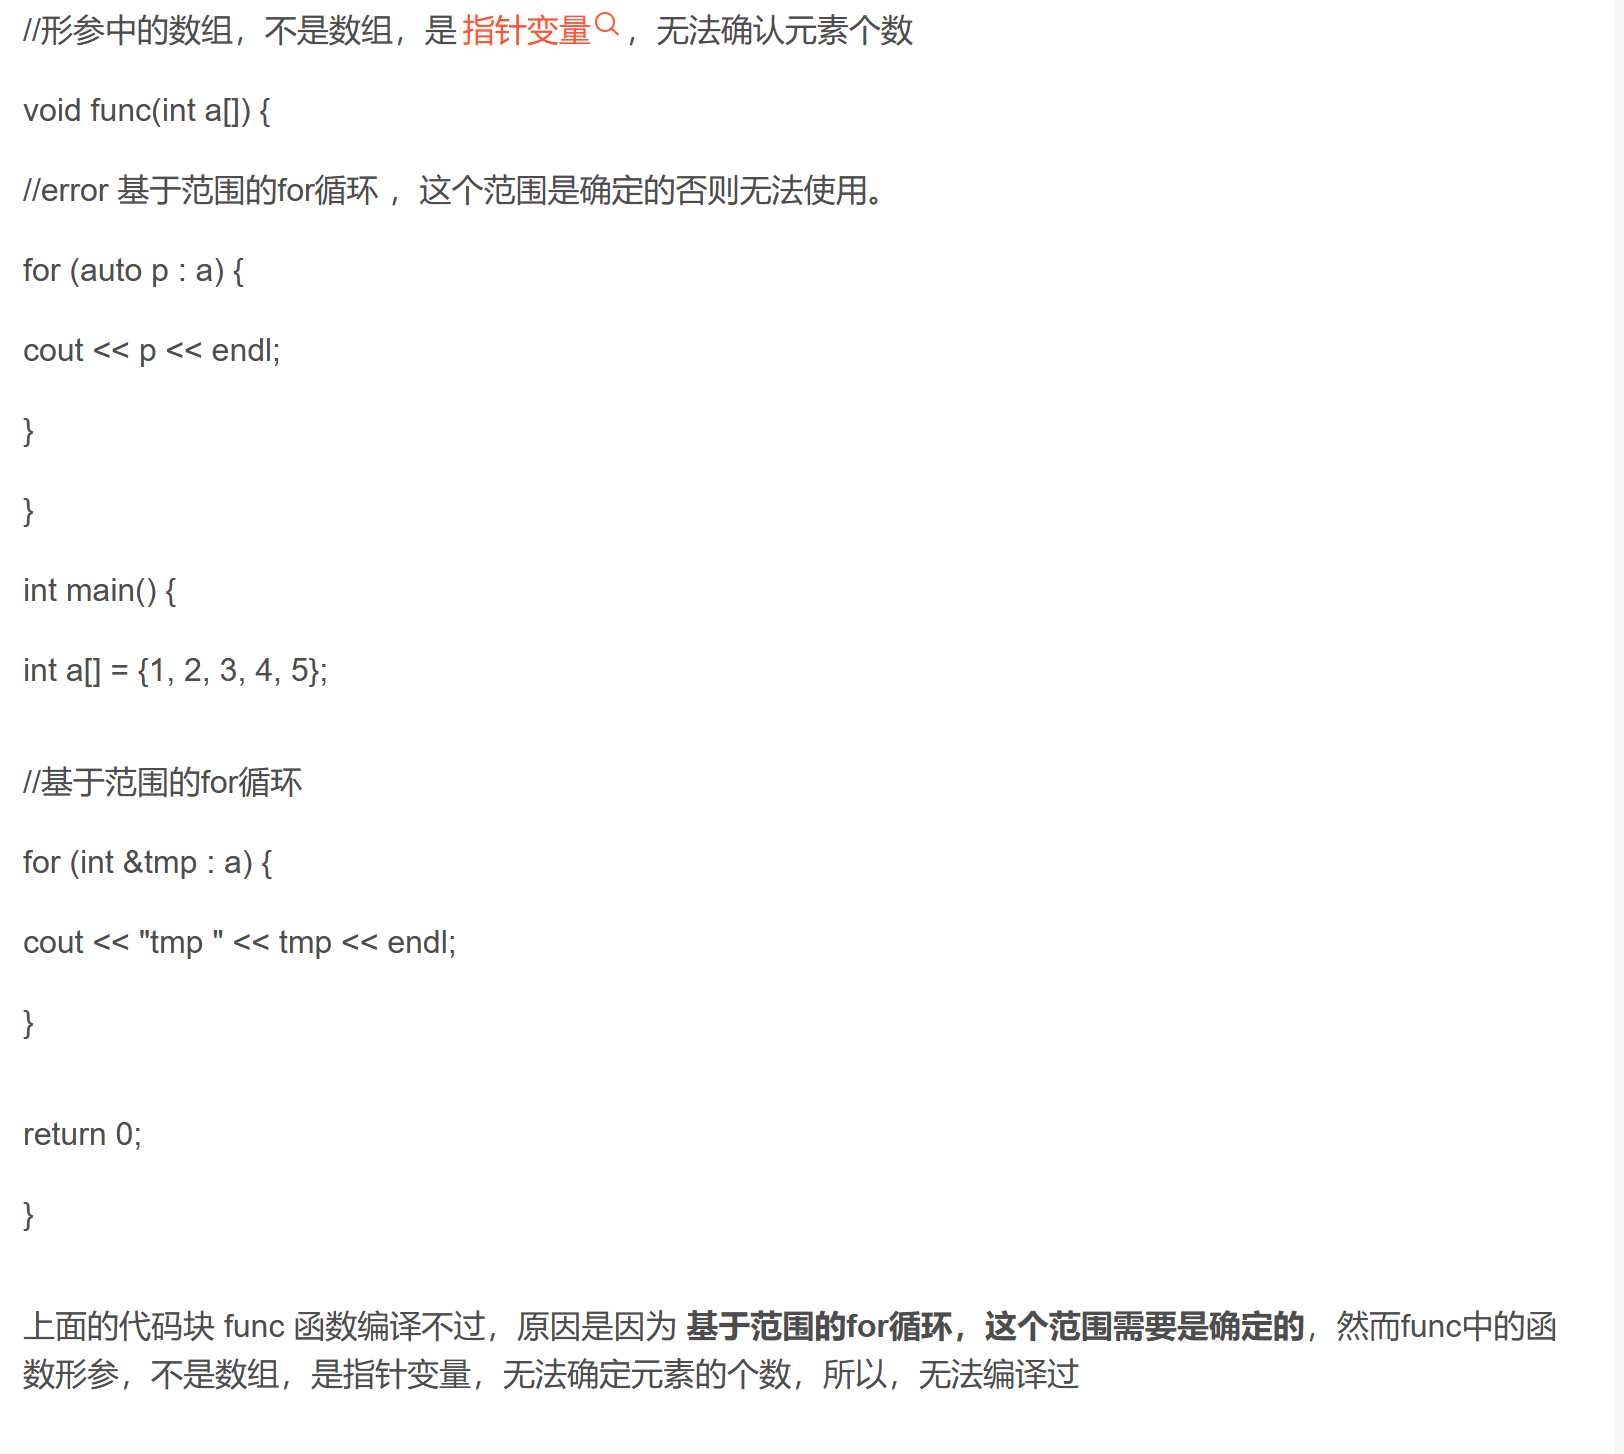 //形参中的数组，不是数组，是指针变量，无法确认元素个数
void func(int a[]) {
//error 基于范围的for循环 ，这个范围是确定的否则无法使用。
for (auto p : a) {
cout << p << endl;
}
}
int main() {
int a[] = {1, 2, 3, 4, 5};
//基于范围的for循环
for (int &tmp : a) {
cout << "tmp " << tmp << endl;
}
return 0;
}
上面的代码块 func 函数编译不过，原因是因为 基于范围的for循环，这个范围需要是确定的，然而func中的函
数形参，不是数组，是指针变量，无法确定元素的个数，所以，无法编译过